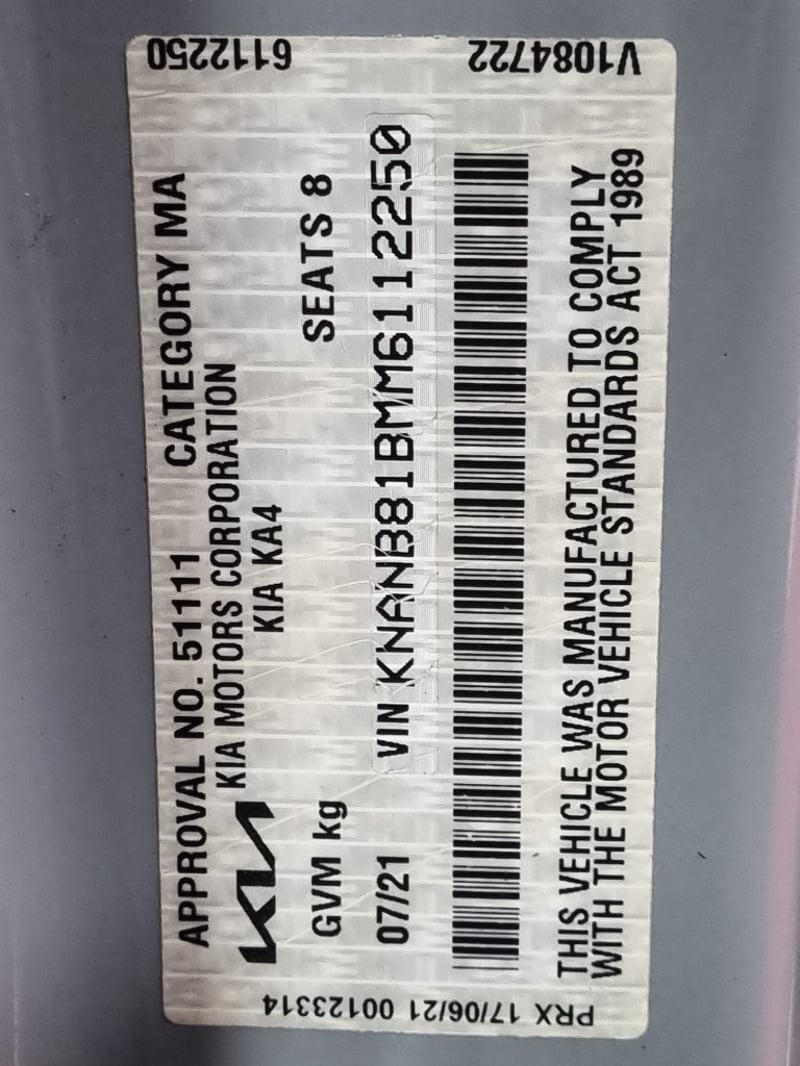 APPROVAL NO. 51111 CATEGORY MA
KIA MOTORS CORPORATION
KIA KA4
KIA
GVM kg
SEATS 8
07/21
VIN KNANB81BMM6112250
THIS VEHICLE WAS MANUFACTURED TO COMPLY
WITH THE MOTOR VEHICLE STANDARDS ACT 1989
PRX 17/06/21 00123314
V1084722
6112250